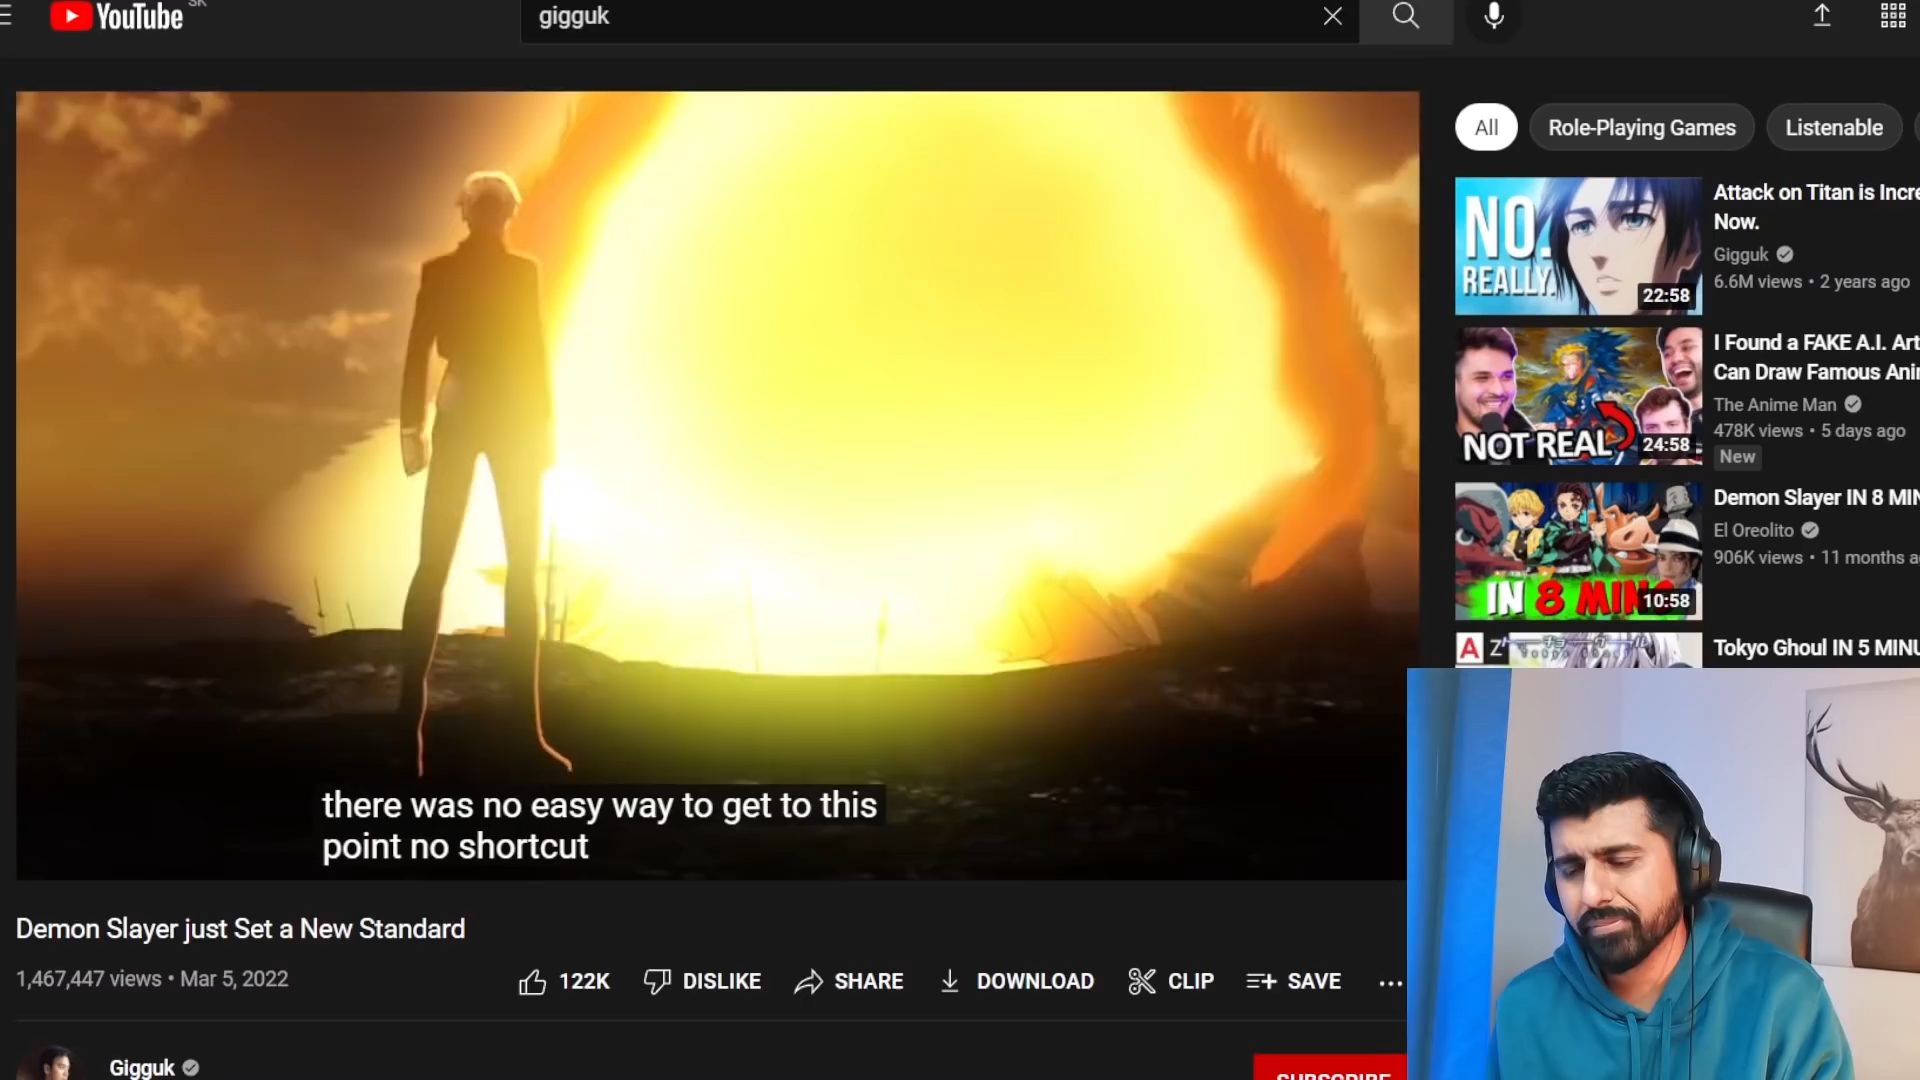 YouTube SK
gigguk
All
Role-Playing Games
Listenable
NO.
REALLY.
22:58
Attack on Titan is Incre
Now.
Gigguk
6.6M views • 2 years ago
NOT REAL
24:58
I Found a FAKE A.I. Art
Can Draw Famous Ani
The Anime Man
478K views • 5 days ago
New
IN 8 MIN
10:58
Demon Slayer IN 8 MIN
El Oreolito
906K views • 11 months a
A
Tokyo Ghoul IN 5 MINU
there was no easy way to get to this
point no shortcut
Demon Slayer just Set a New Standard
1,467,447 views • Mar 5, 2022
122K
DISLIKE
SHARE
DOWNLOAD
CLIP
SAVE
Gigguk
SUBSCRIBE